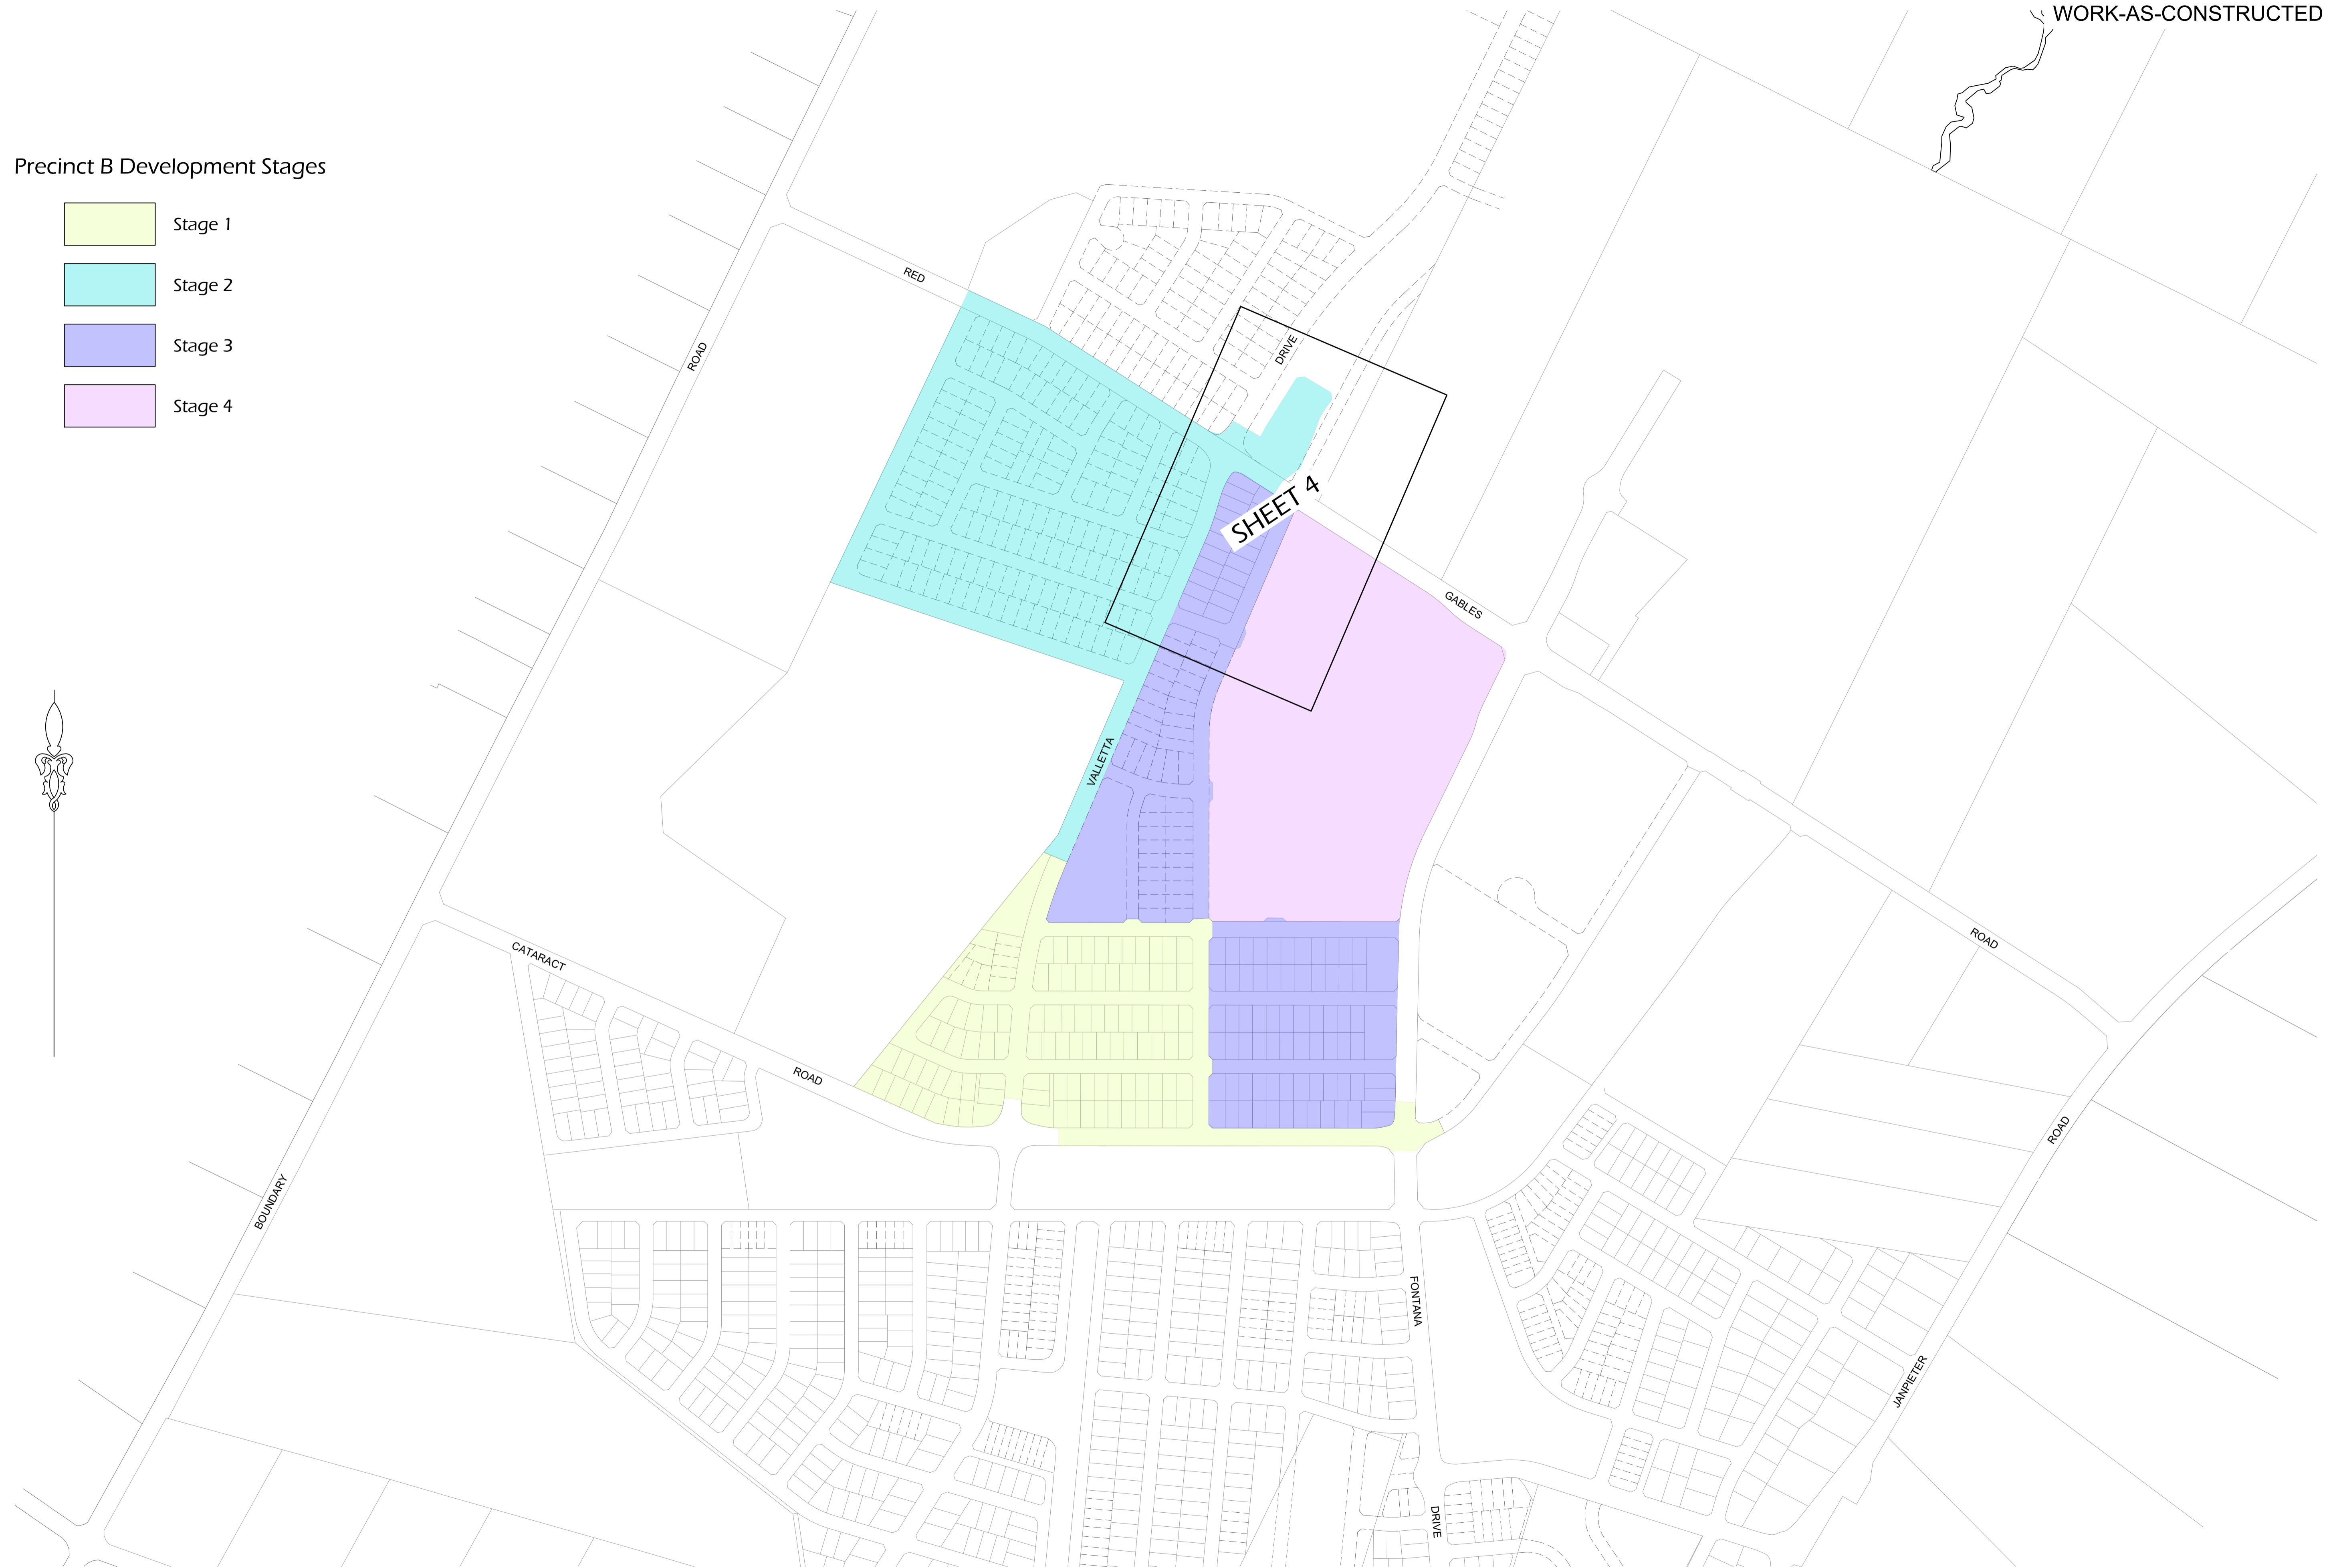 WORK-AS-CONSTRUCTED
Precinct B Development Stages
Stage 1
Stage 2
Stage 3
Stage 4
RED
ROAD
DRIVE
SHEET 4
GABLES
VALLETTA
ROAD
CATARACT
ROAD
ROAD
BOUNDARY
FONTANA
JANPIETER
DRIVE